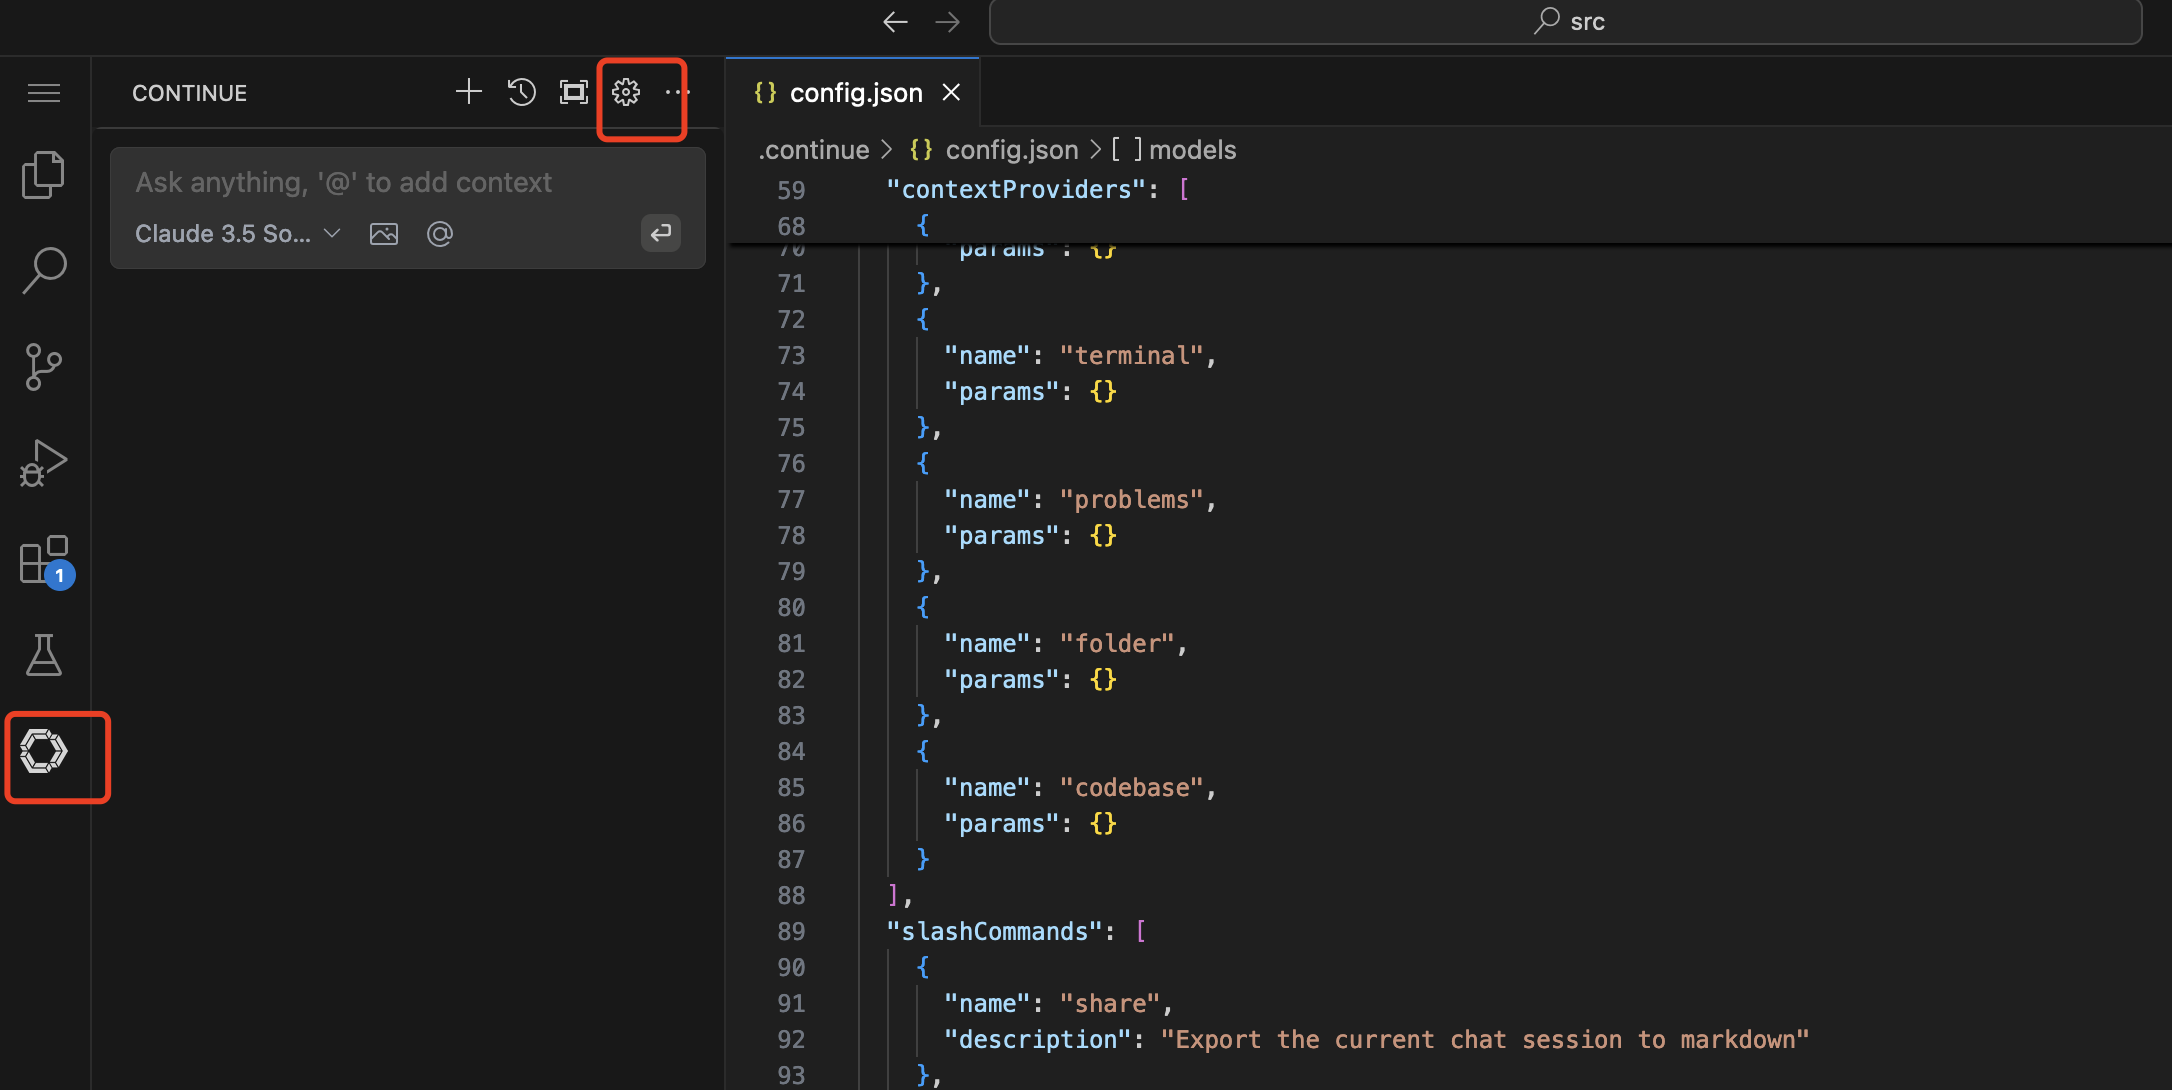 src
CONTINUE
Ask anything, '@' to add context
Claude 3.5 So...
1
{} config.json
.continue > {} config.json > [ ] models
59 "contextProviders": [
68 {
70 "params": {}
71 },
72 {
73 "name": "terminal",
74 "params": {}
75 },
76 {
77 "name": "problems",
78 "params": {}
79 },
80 {
81 "name": "folder",
82 "params": {}
83 },
84 {
85 "name": "codebase",
86 "params": {}
87 }
88 ],
89 "slashCommands": [
90 {
91 "name": "share",
92 "description": "Export the current chat session to markdown"
93 },